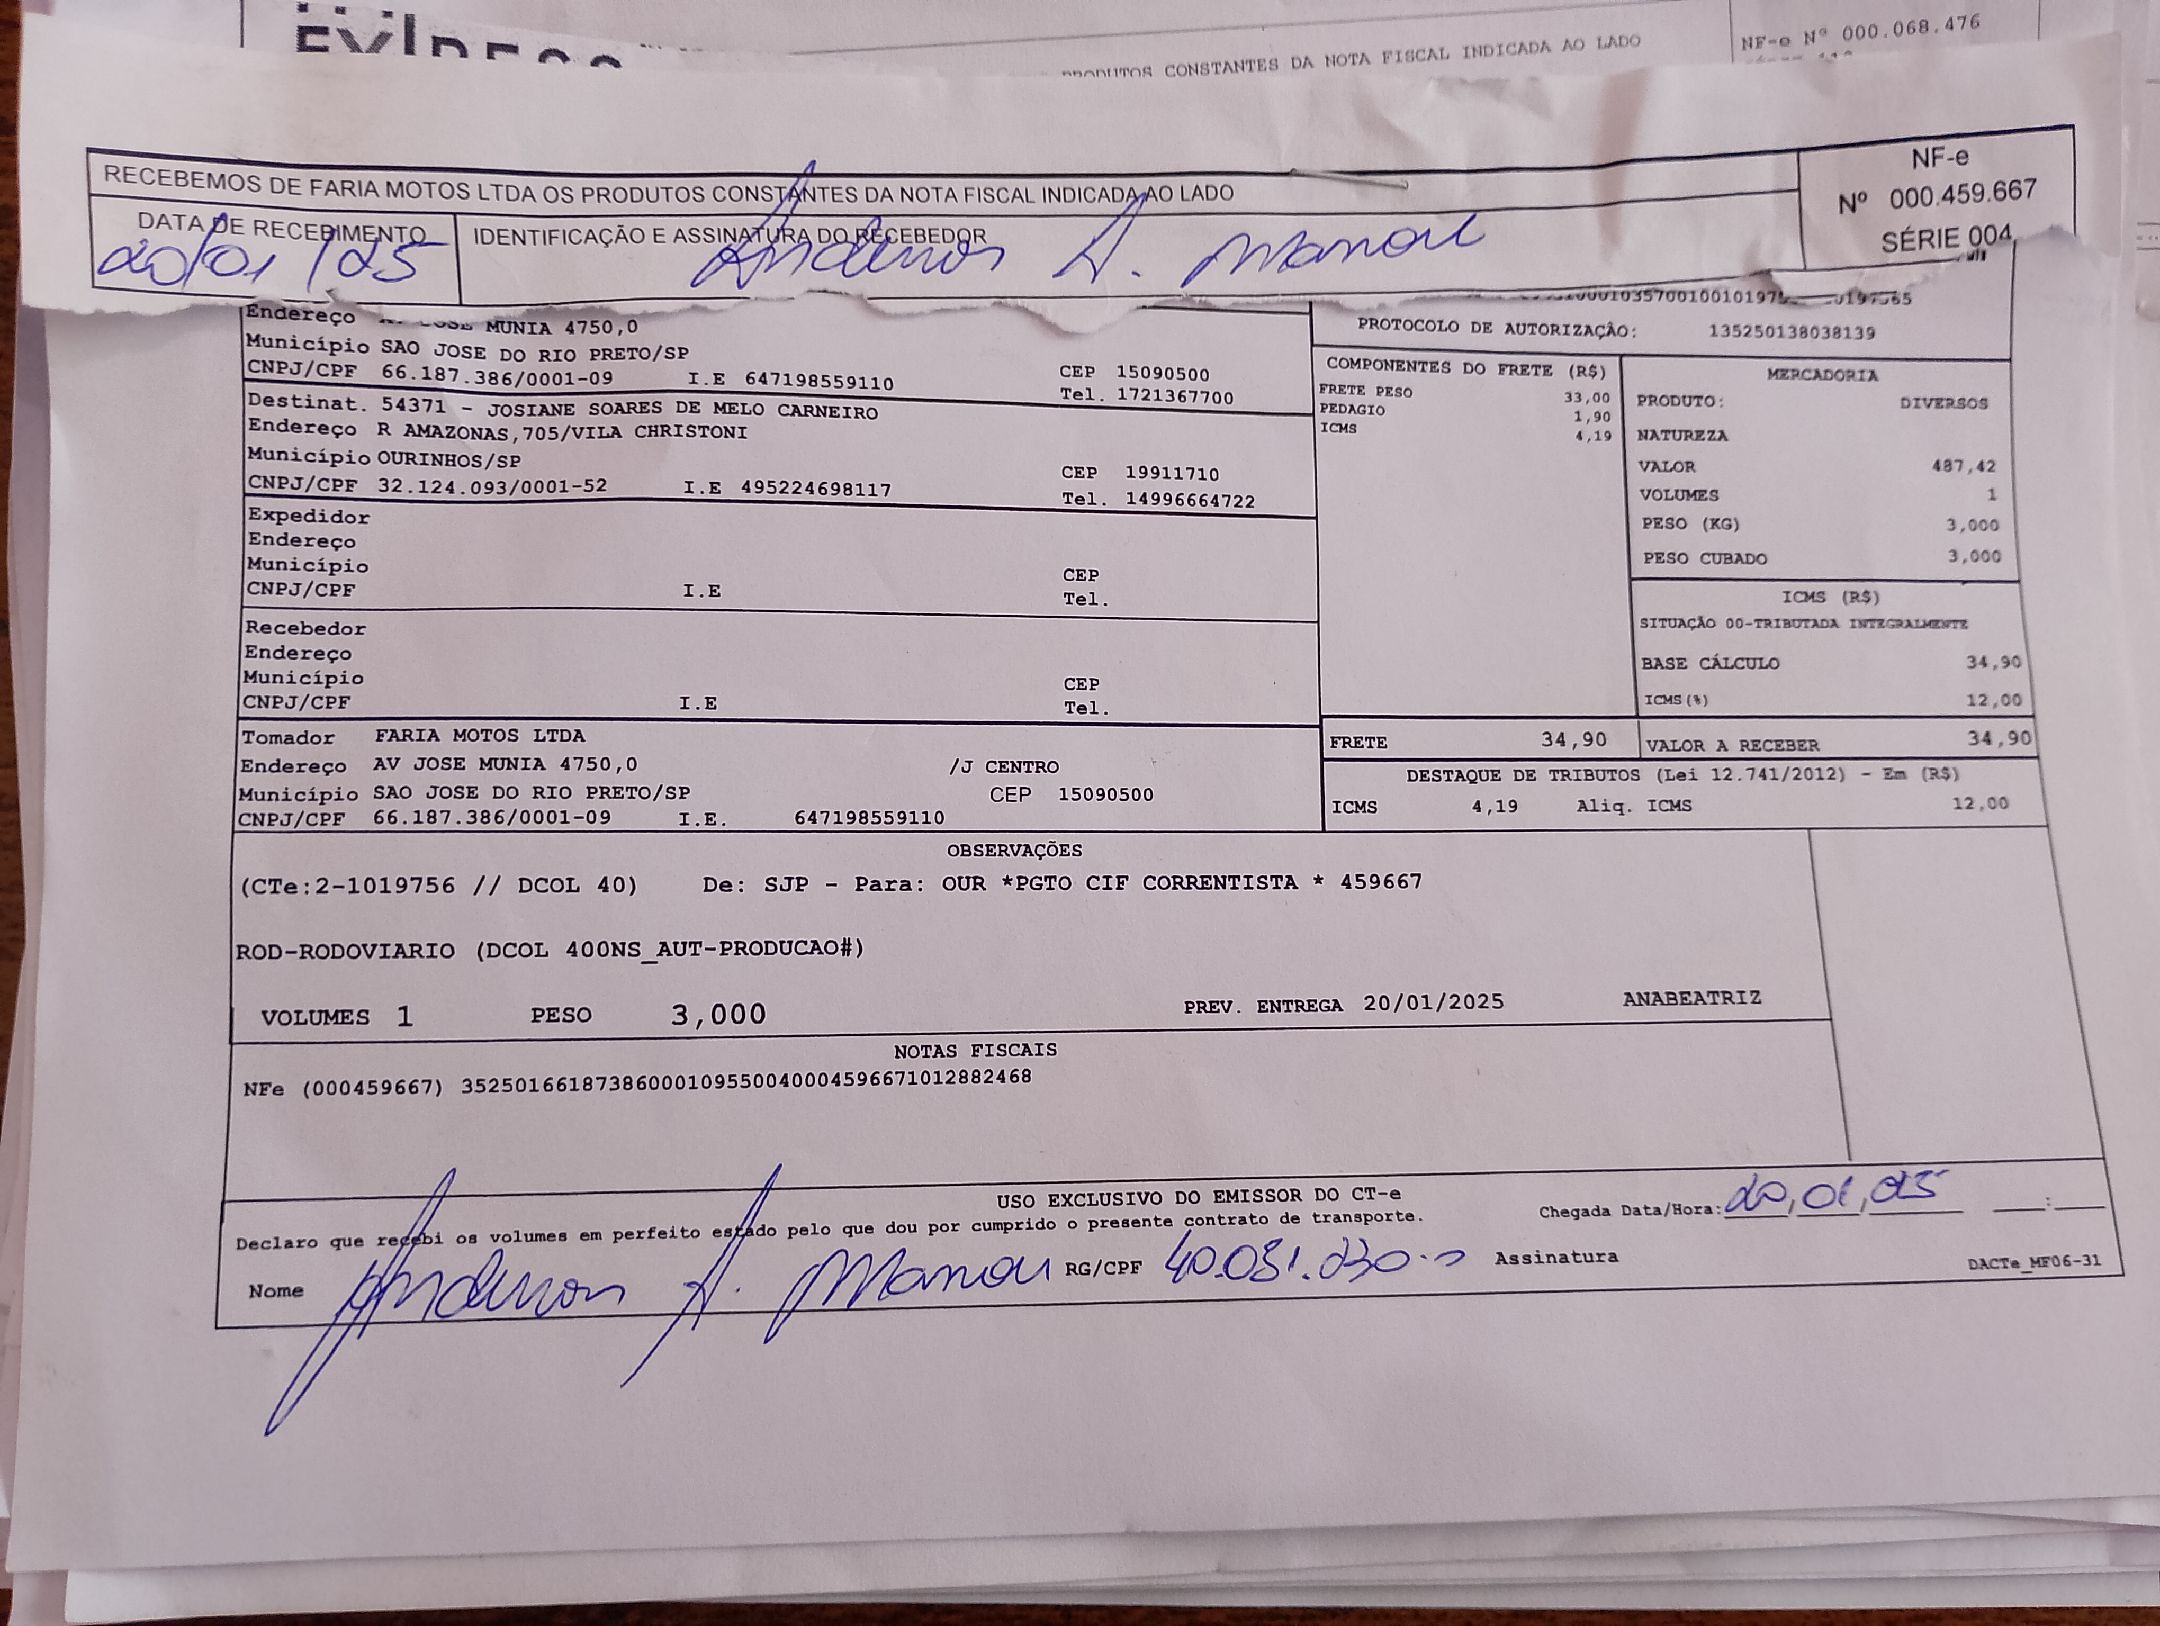 PRODUTOS CONSTANTES DA NOTA FISCAL INDICADA AO LADO
NF-e Nº 000.068.476
RECEBEMOS DE FARIA MOTOS LTDA OS PRODUTOS CONSTANTES DA NOTA FISCAL INDICADA AO LADO
NF-e
Nº 000.459.667
SÉRIE 004
DATA DE RECEBIMENTO
20/01/25
IDENTIFICAÇÃO E ASSINATURA DO RECEBEDOR
Anderson A.
Endereço JOSE MUNIA 4750,0
Município SAO JOSE DO RIO PRETO/SP
CNPJ/CPF 66.187.386/0001-09 I.E 647198559110
CEP 15090500
Tel. 1721367700
Destinat. 54371 - JOSIANE SOARES DE MELO CARNEIRO
Endereço R AMAZONAS,705/VILA CHRISTONI
Município OURINHOS/SP
CNPJ/CPF 32.124.093/0001-52 I.E 495224698117
CEP 19911710
Tel. 14996664722
Expedidor
Endereço
Município
CNPJ/CPF I.E
CEP
Tel.
Recebedor
Endereço
Município
CNPJ/CPF I.E
CEP
Tel.
Tomador FARIA MOTOS LTDA
Endereço AV JOSE MUNIA 4750,0 /J CENTRO
Município SAO JOSE DO RIO PRETO/SP CEP 15090500
CNPJ/CPF 66.187.386/0001-09 I.E. 647198559110
PROTOCOLO DE AUTORIZAÇÃO: 135250138038139
COMPONENTES DO FRETE (R$)
FRETE PESO 33,00
PEDAGIO 1,90
ICMS 4,19
MERCADORIA
PRODUTO: DIVERSOS
NATUREZA
VALOR 487,42
VOLUMES 1
PESO (KG) 3,000
PESO CUBADO 3,000
ICMS (R$)
SITUAÇÃO 00-TRIBUTADA INTEGRALMENTE
BASE CÁLCULO 34,90
ICMS(%) 12,00
FRETE 34,90
VALOR A RECEBER 34,90
DESTAQUE DE TRIBUTOS (Lei 12.741/2012) - Em (R$)
ICMS 4,19 Aliq. ICMS 12,00
OBSERVAÇÕES
(CTe:2-1019756 // DCOL 40) De: SJP - Para: OUR *PGTO CIF CORRENTISTA * 459667
ROD-RODOVIARIO (DCOL 400NS_AUT-PRODUCAO#)
VOLUMES 1 PESO 3,000 PREV. ENTREGA 20/01/2025 ANABEATRIZ
NOTAS FISCAIS
NFe (000459667) 35250166187386000109550040004596671012882468
USO EXCLUSIVO DO EMISSOR DO CT-e
Declaro que recebi os volumes em perfeito estado pelo que dou por cumprido o presente contrato de transporte.
Chegada Data/Hora: 20,01,25 :
Nome Anderson A. RG/CPF Assinatura
DACTe_MF06-31